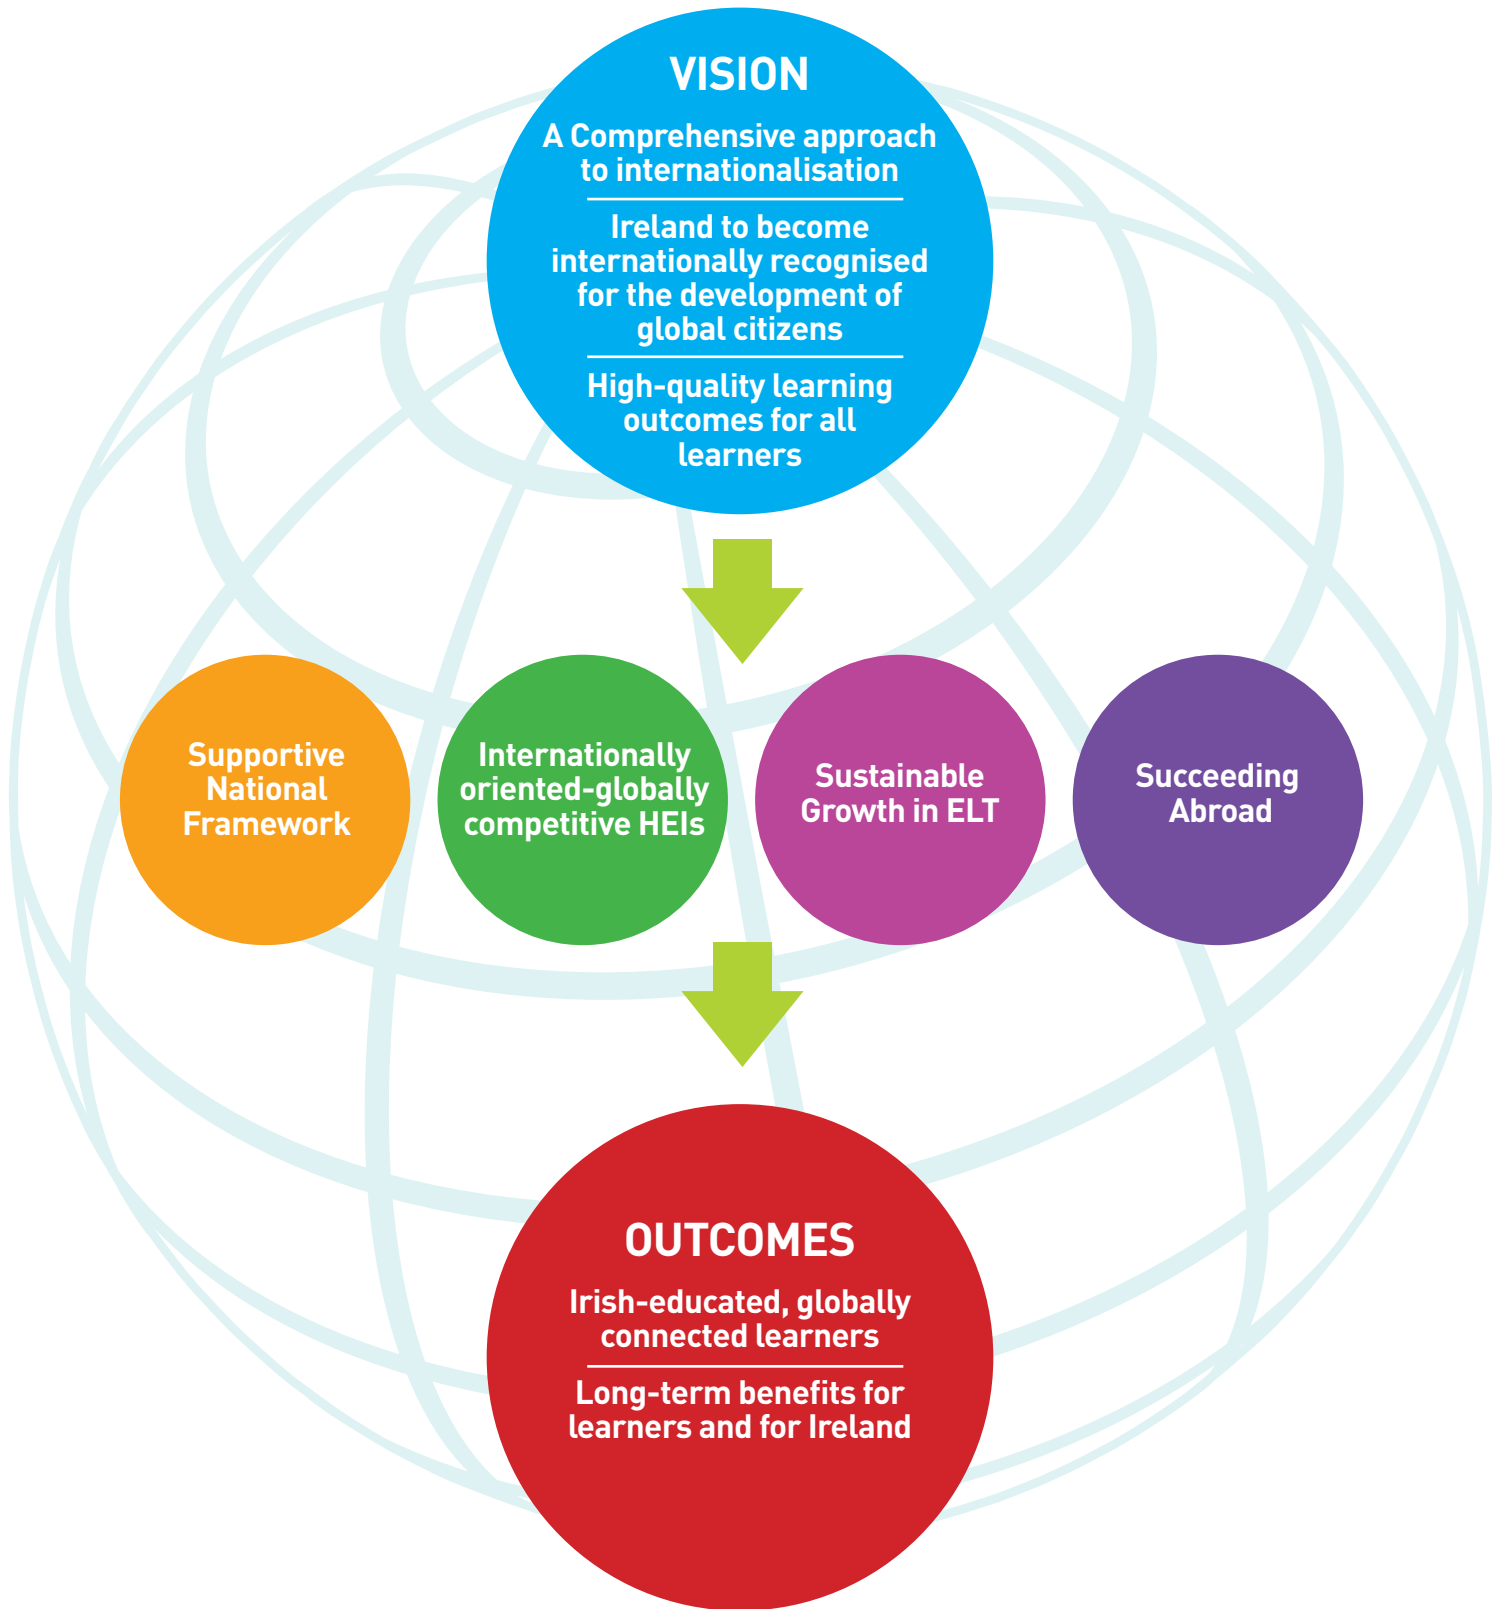 VISION
A Comprehensive approach
to internationalisation
Ireland to become
internationally recognised
for the development of
global citizens
High-quality learning
outcomes for all
learners
Supportive
National
Framework
Internationally
oriented-globally
competitive HEIs
Sustainable
Growth in ELT
Succeeding
Abroad
OUTCOMES
Irish-educated, globally
connected learners
Long-term benefits for
learners and for Ireland